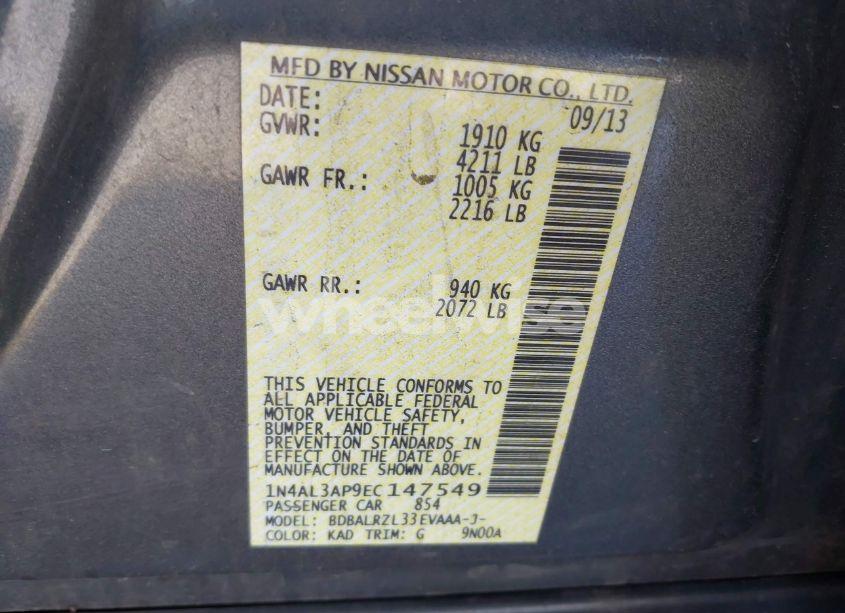 MFD BY NISSAN MOTOR CO., LTD.
DATE: 09/13
GVWR: 1910 KG
4211 LB
GAWR FR.: 1005 KG
2216 LB
GAWR RR.: 940 KG
2072 LB
wheelwise
THIS VEHICLE CONFORMS TO
ALL APPLICABLE FEDERAL
MOTOR VEHICLE SAFETY,
BUMPER, AND THEFT
PREVENTION STANDARDS IN
EFFECT ON THE DATE OF
MANUFACTURE SHOWN ABOVE.
1N4AL3AP9EC147549
PASSENGER CAR 854
MODEL: BDBALRZL33EVAAA-J-
COLOR: KAD TRIM: G 9N00A